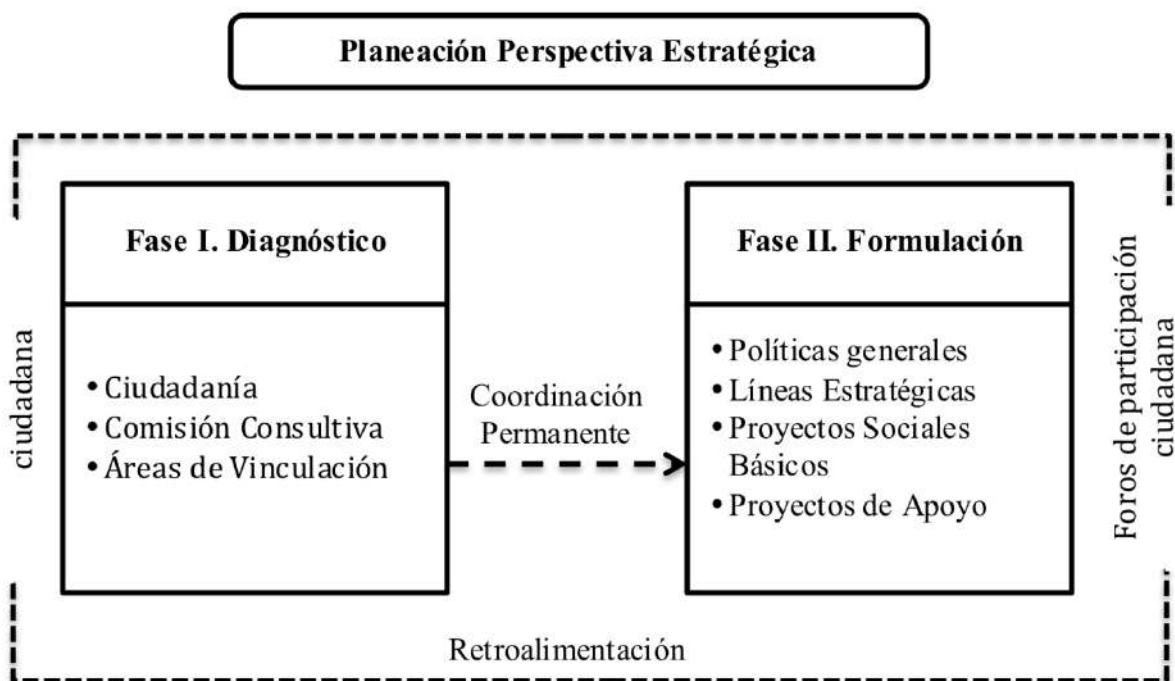 Planeación Perspectiva Estratégica
Fase I. Diagnóstico
• Ciudadanía
• Comisión Consultiva
• Áreas de Vinculación
ciudadana
Coordinación
Permanente
Fase II. Formulación
• Políticas generales
• Líneas Estratégicas
• Proyectos Sociales
Básicos
• Proyectos de Apoyo
Foros de participación
ciudadana
Retroalimentación